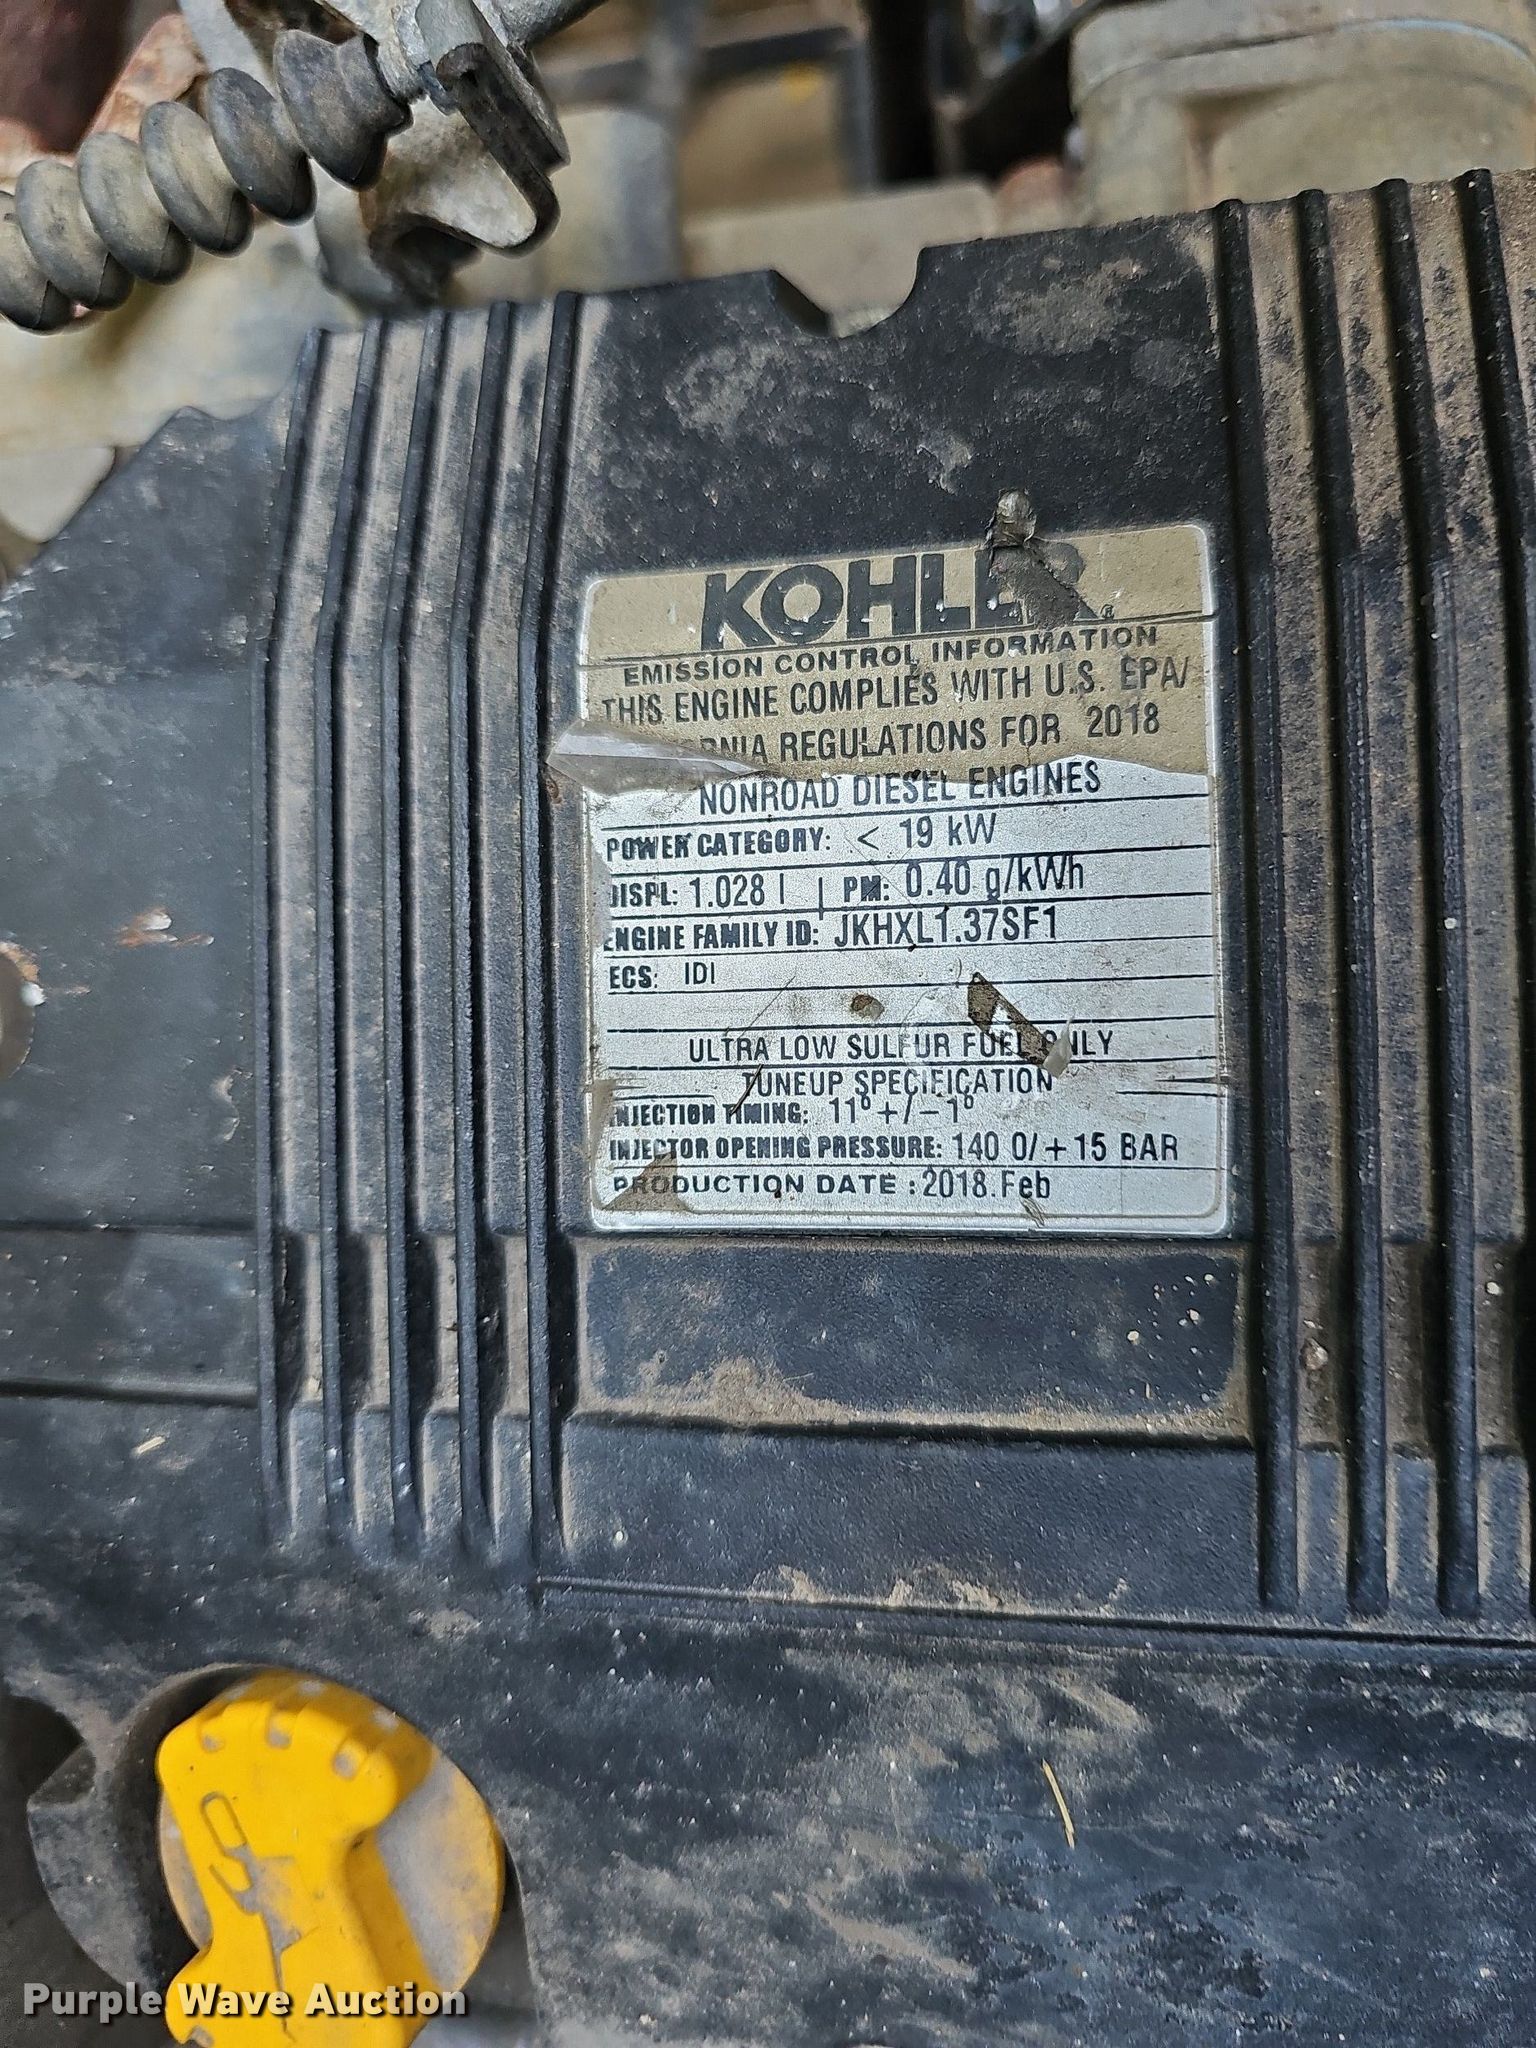 KOHLER®
EMISSION CONTROL INFORMATION
THIS ENGINE COMPLIES WITH U.S. EPA/
RNIA REGULATIONS FOR 2018
NONROAD DIESEL ENGINES
POWER CATEGORY: < 19 kW
DISPL: 1.028 l | PM: 0.40 g/kWh
ENGINE FAMILY ID: JKHXL1.37SF1
ECS: IDI
ULTRA LOW SULFUR FUEL ONLY
TUNEUP SPECIFICATION
INJECTION TIMING: 11° +/- 1°
INJECTOR OPENING PRESSURE: 140 0/+15 BAR
PRODUCTION DATE: 2018.Feb
Purple Wave Auction